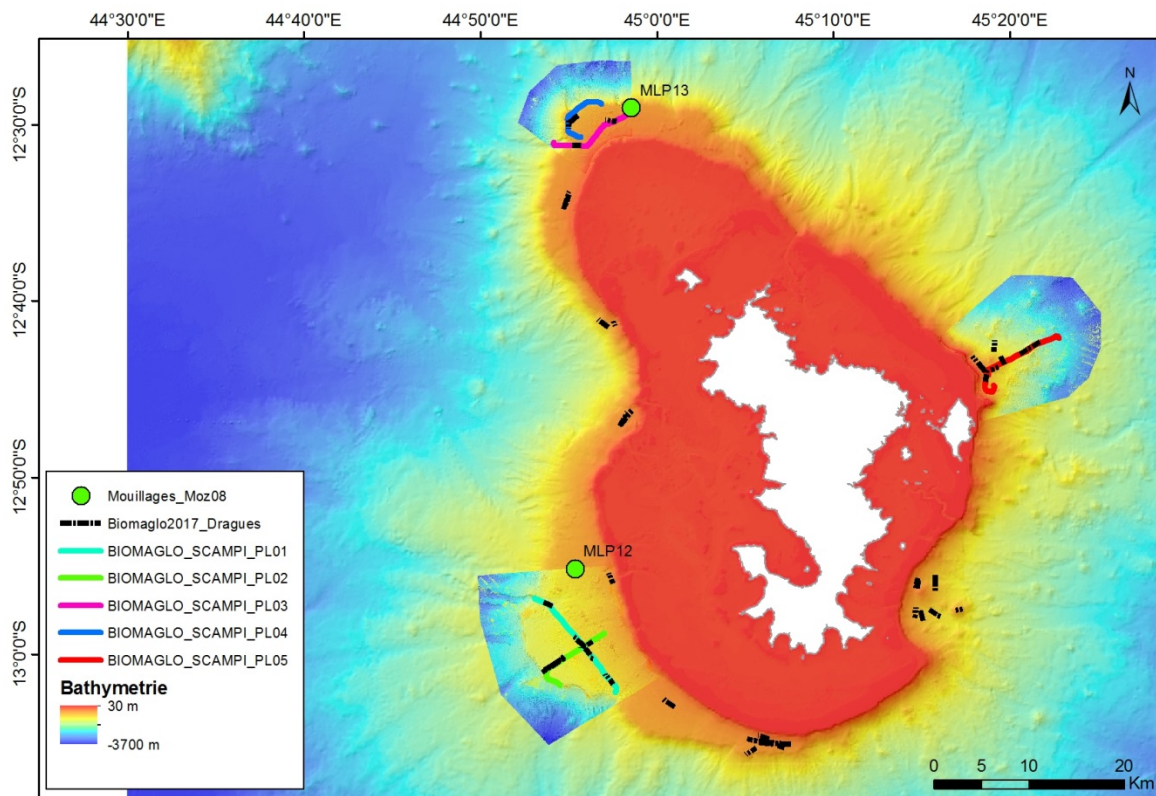 44°30'0"E
44°40'0"E
44°50'0"E
45°0'0"E
45°10'0"E
45°20'0"E
12°30'0"S
12°40'0"S
12°50'0"S
13°0'0"S
N
MLP13
MLP12
Mouillages_Moz08
Biomaglo2017_Dragues
BIOMAGLO_SCAMPI_PL01
BIOMAGLO_SCAMPI_PL02
BIOMAGLO_SCAMPI_PL03
BIOMAGLO_SCAMPI_PL04
BIOMAGLO_SCAMPI_PL05
Bathymetrie
30 m
-3700 m
0 5 10 20
Km